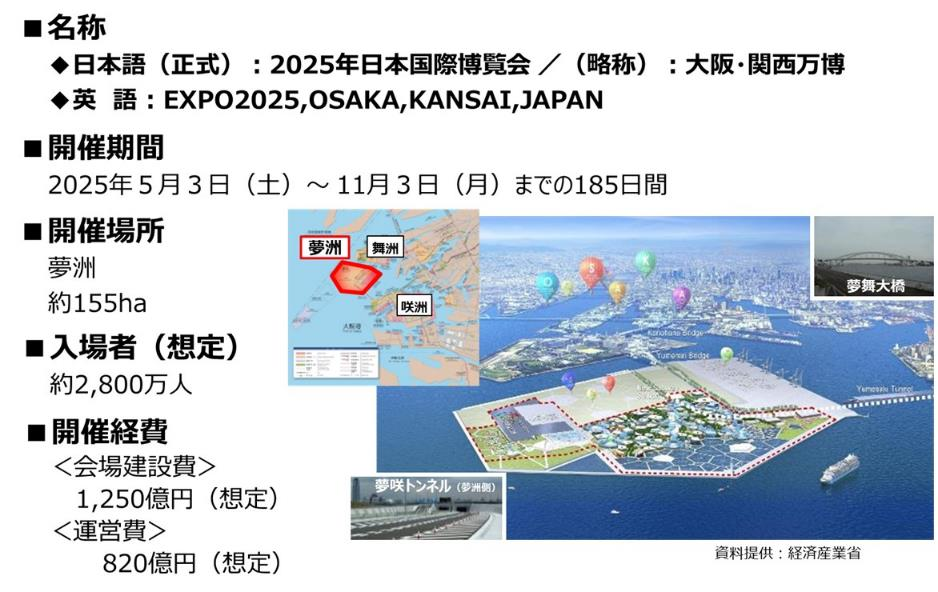 ■名称
◆日本語（正式）：2025年日本国際博覧会 ／（略称）：大阪･関西万博
◆英 語：EXPO2025,OSAKA,KANSAI,JAPAN
■開催期間
2025年５月３日（土）～ 11月３日（月）までの185日間
■開催場所
夢洲
約155ha
■入場者（想定）
約2,800万人
■開催経費
＜会場建設費＞
1,250億円（想定）
＜運営費＞
820億円（想定）
夢洲
舞洲
咲洲
大阪港
O
S
A
K
A
Konohana Bridge
Yumemai Bridge
Yumesaki Tunnel
夢舞大橋
夢咲トンネル（夢洲側）
資料提供：経済産業省